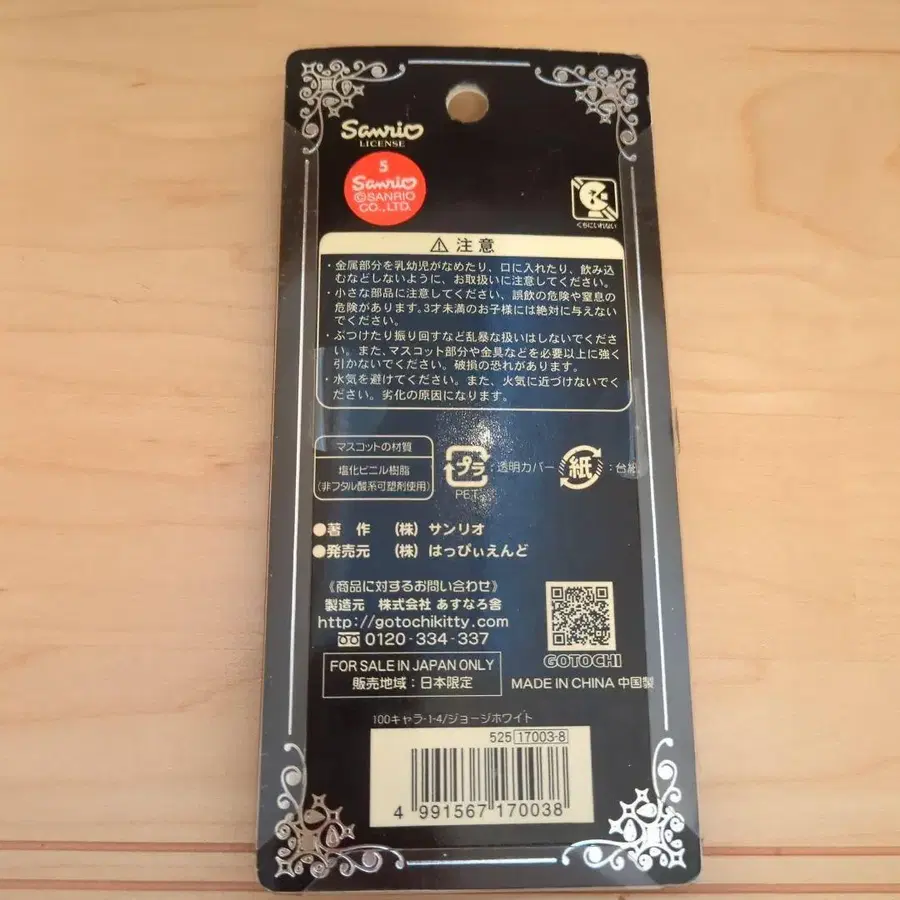 Sanrio
LICENSE
5
Sanrio
©SANRIO
CO., LTD.
くちにいれない
⚠ 注意
・金属部分を乳幼児がなめたり、口に入れたり、飲み込
むなどしないように、お取扱いに注意してください。
・小さな部品に注意してください、誤飲の危険や窒息の
危険があります。3才未満のお子様には絶対に与えない
でください。
・ぶつけたり振り回すなど乱暴な扱いはしないでくださ
い。また、マスコット部分や金具などを必要以上に強く
引かないでください。破損の恐れがあります。
・水気を避けてください。また、火気に近づけないでく
ださい。劣化の原因になります。
マスコットの材質
塩化ビニル樹脂
(非フタル酸系可塑剤使用)
プラ :透明カバー
PET
紙 :台紙
●著 作 (株) サンリオ
●発売元 (株) はっぴぃえんど
《商品に対するお問い合わせ》
製造元 株式会社 あすなろ舎
http://gotochikitty.com
0120-334-337
GOTOCHI
FOR SALE IN JAPAN ONLY
販売地域：日本限定
MADE IN CHINA 中国製
100キャラ-1-4/ジョージホワイト
525 17003-8
4 991567 170038